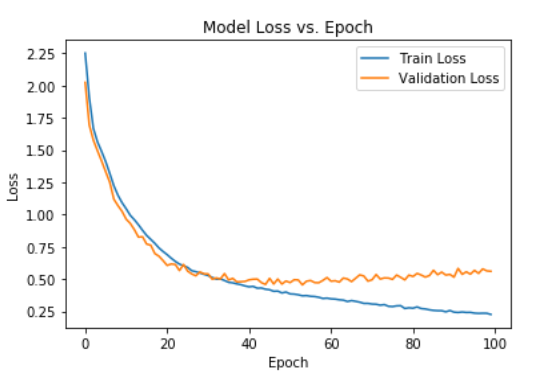 Model Loss vs. Epoch
Train Loss
Validation Loss
2.25
2.00
1.75
1.50
1.25
1.00
0.75
0.50
0.25
Loss
0 20 40 60 80 100
Epoch